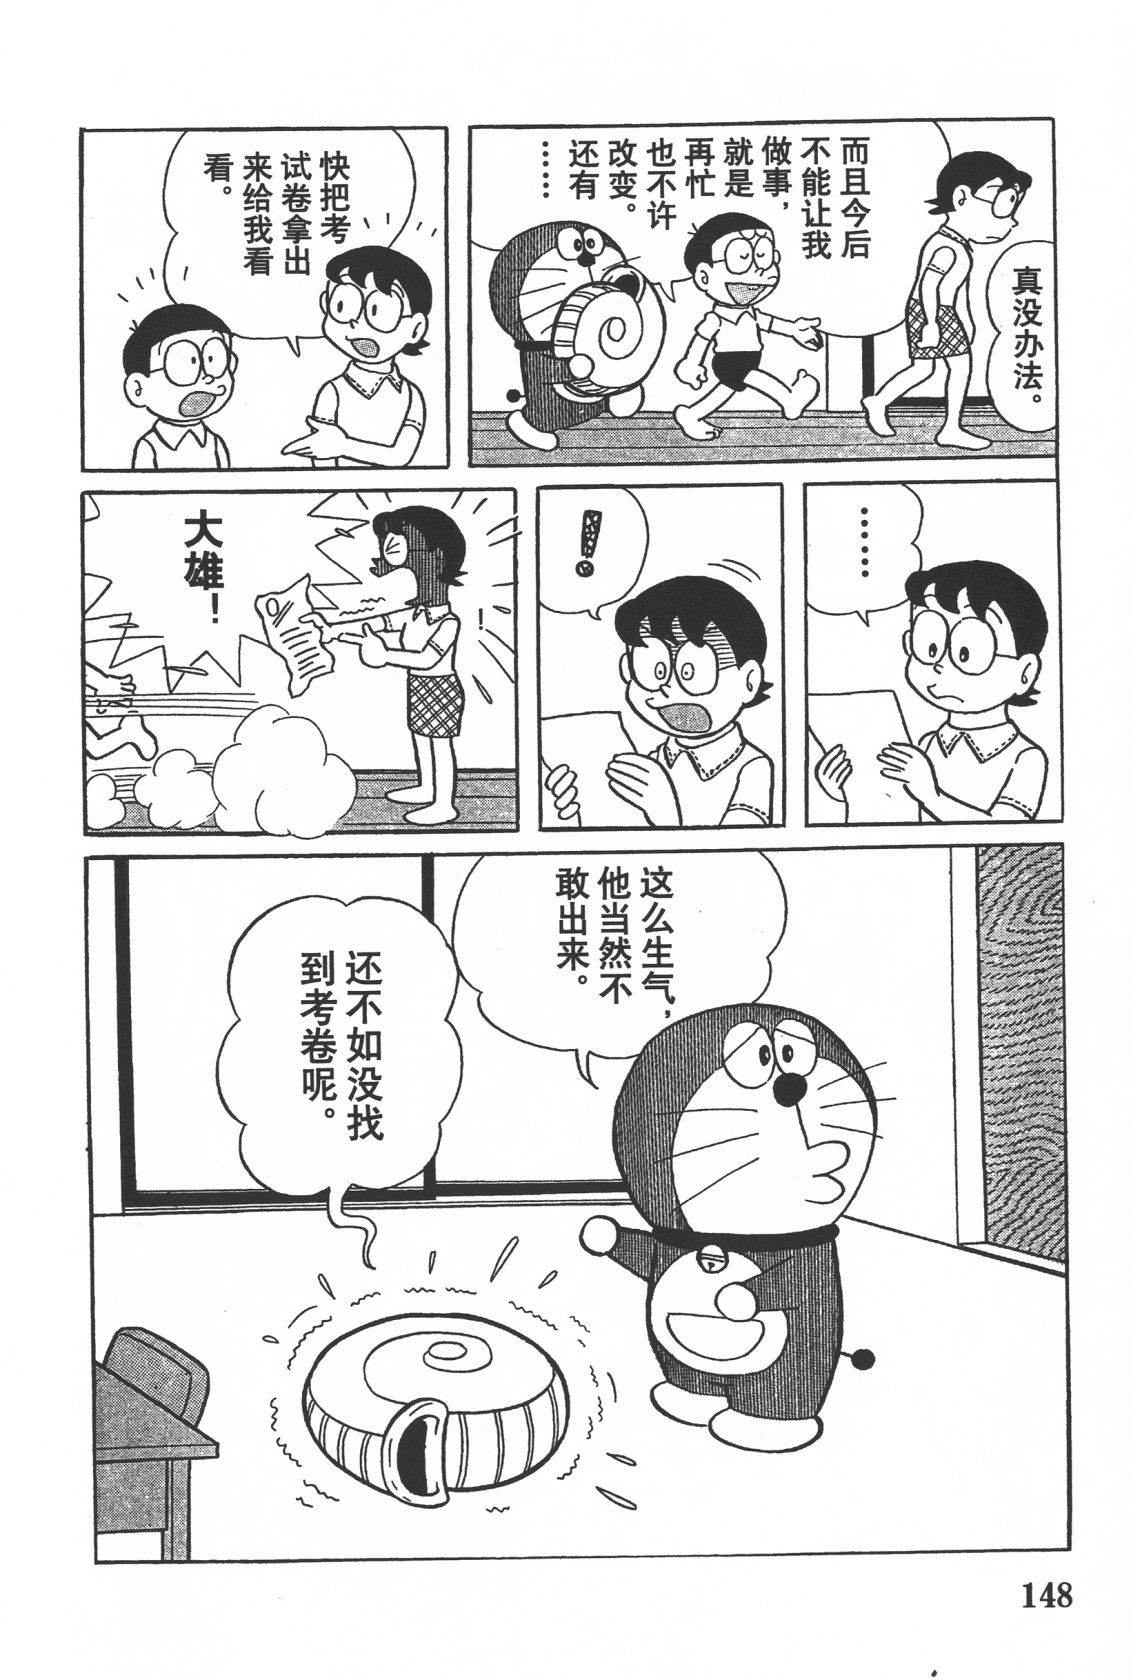 真没办法。
而且今后
不能让我
做事，
就是
再忙
也不许
改变。
还有
……
快把考
试卷拿出
来给我看
看。
……
！
大雄！
！
这么生气，
他当然不
敢出来。
还不如没找
到考卷呢。
148